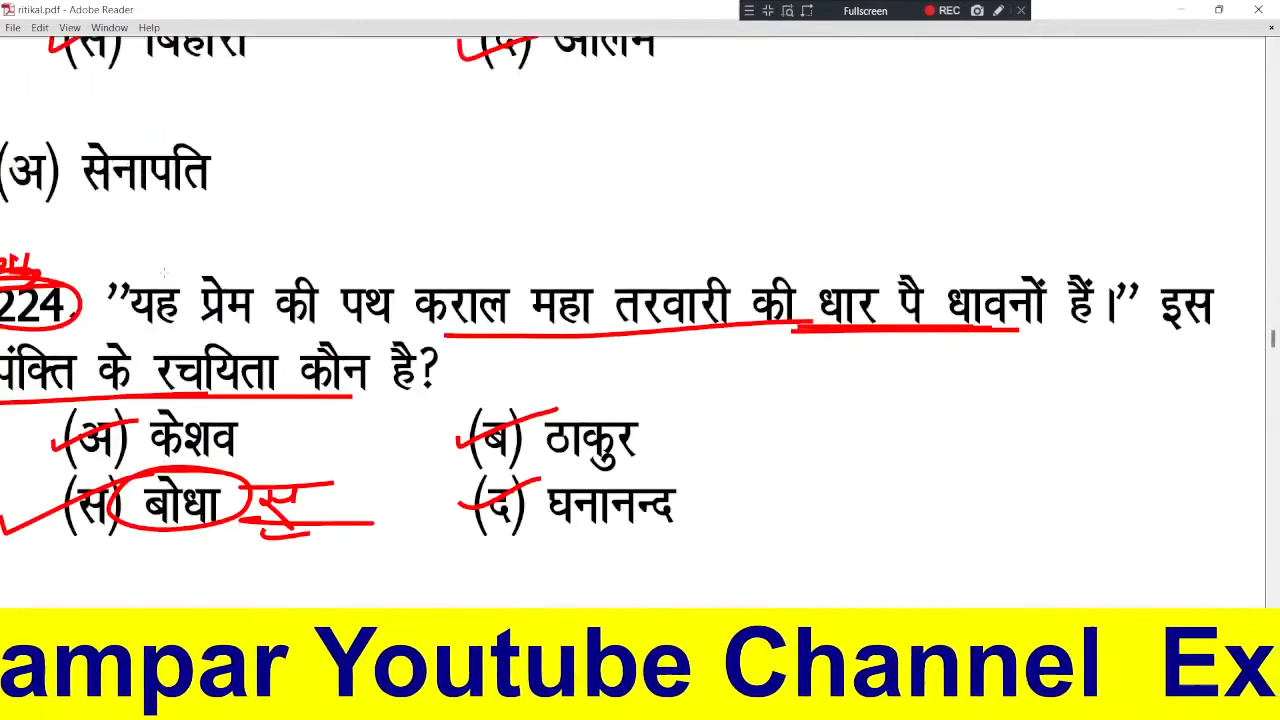 ritikal.pdf - Adobe Reader
Fullscreen REC
File Edit View Window Help
(स) बिहारी (द) आलम
(अ) सेनापति
224. ”यह प्रेम की पथ कराल महा तरवारी की धार पै धावनों हैं।” इस
पंक्ति के रचयिता कौन है?
(अ) केशव (ब) ठाकुर
(स) बोधा (द) घनानन्द
ampar Youtube Channel Ex